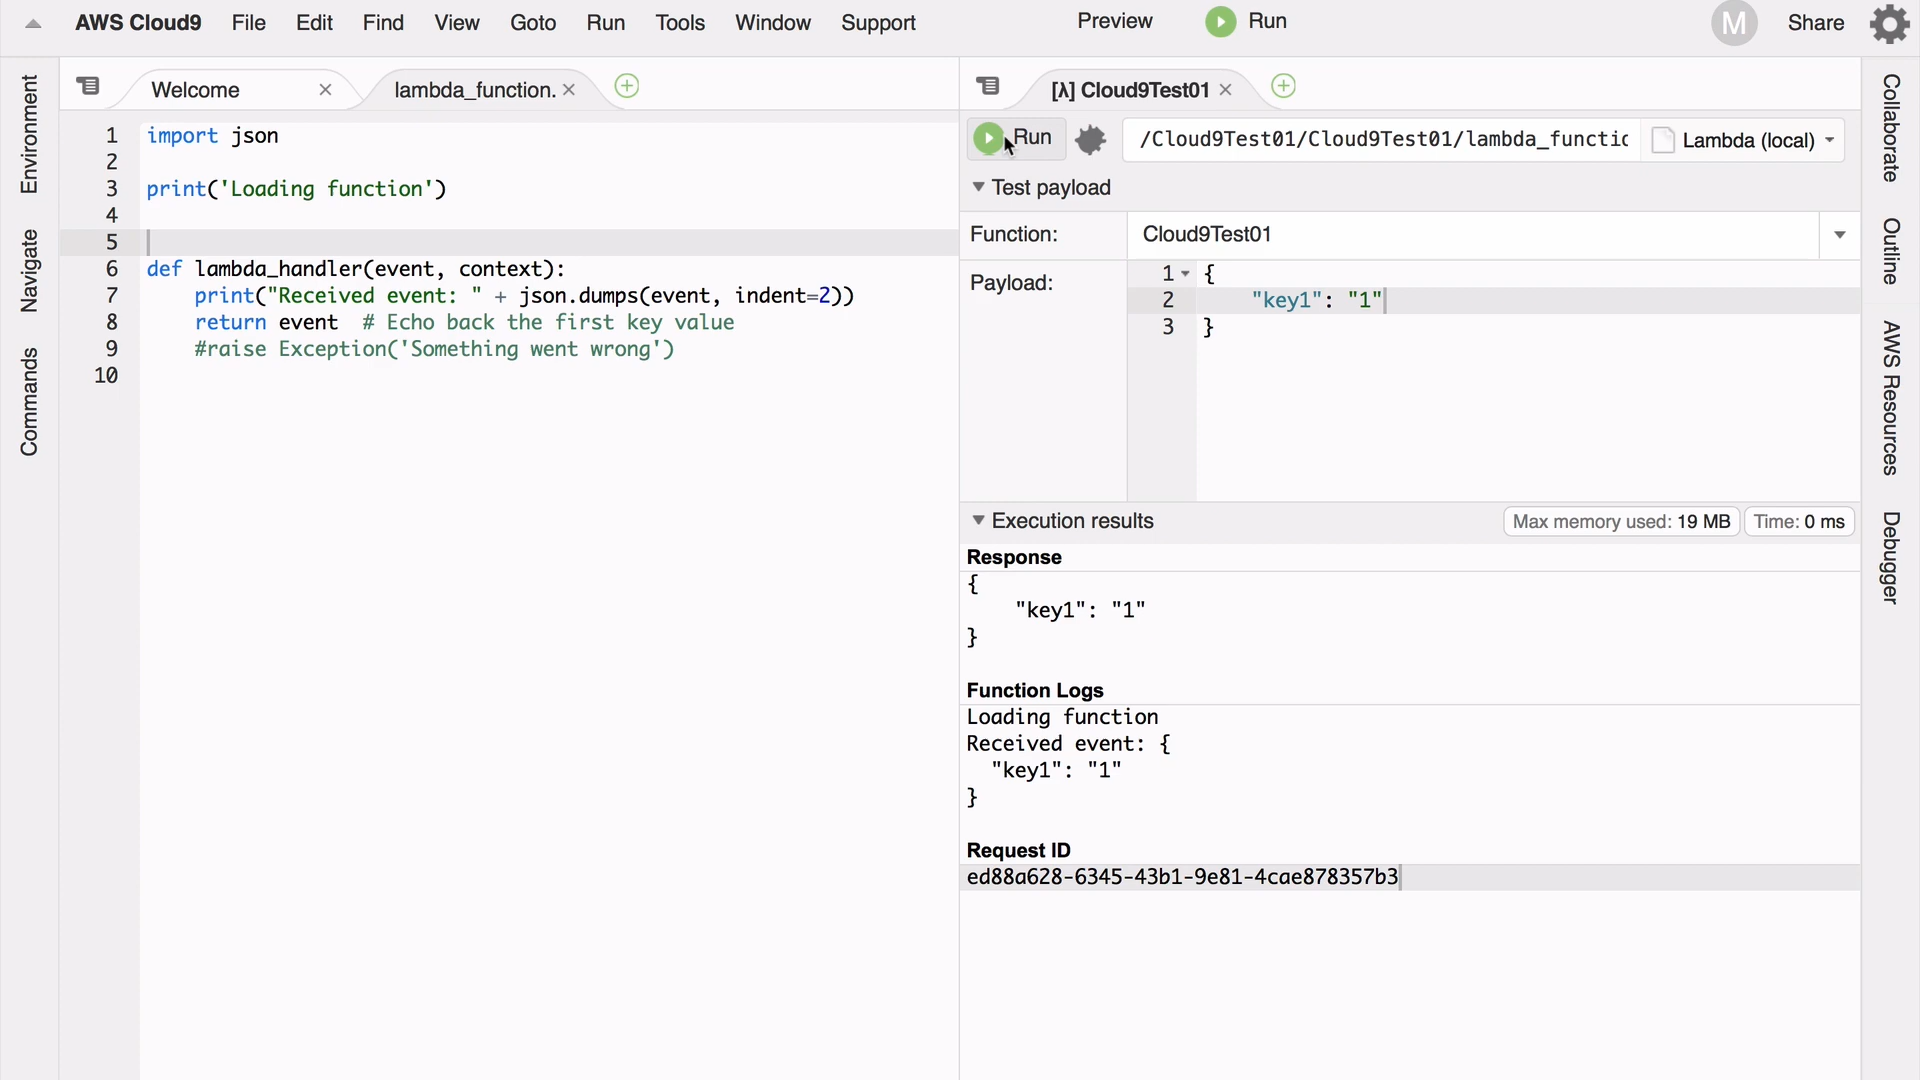 AWS Cloud9 File Edit Find View Goto Run Tools Window Support Preview Run M Share
Environment
Navigate
Commands
Welcome
lambda_function.
1 import json
2
3 print('Loading function')
4
5
6 def lambda_handler(event, context):
7 print("Received event: " + json.dumps(event, indent=2))
8 return event # Echo back the first key value
9 #raise Exception('Something went wrong')
10
[λ] Cloud9Test01
Run /Cloud9Test01/Cloud9Test01/lambda_functio Lambda (local)
Test payload
Function: Cloud9Test01
Payload:
1 {
2 "key1": "1"
3 }
Execution results Max memory used: 19 MB Time: 0 ms
Response
{
"key1": "1"
}
Function Logs
Loading function
Received event: {
"key1": "1"
}
Request ID
ed88a628-6345-43b1-9e81-4cae878357b3
Collaborate
Outline
AWS Resources
Debugger